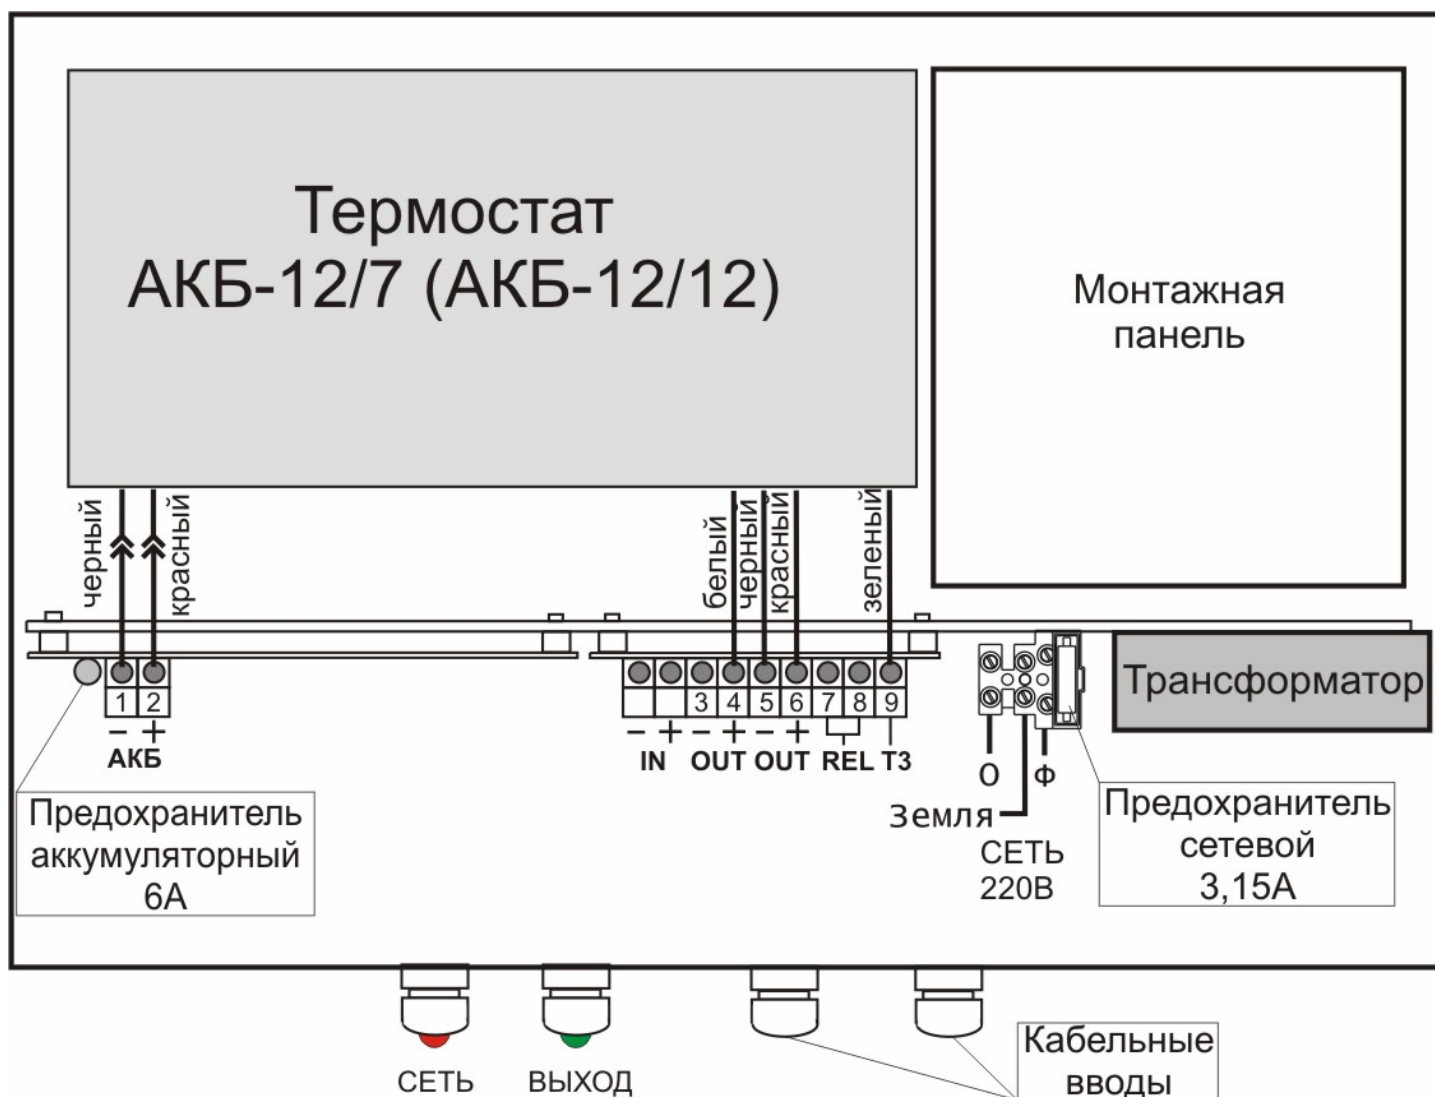 Термостат
АКБ-12/7 (АКБ-12/12)
Монтажная
панель
черный
красный
белый
черный
красный
зеленый
1 2
- +
АКБ
3 4 5 6 7 8 9
- + - + - +
IN OUT OUT REL ТЗ
О Ф
Земля
СЕТЬ
220В
Трансформатор
Предохранитель
аккумуляторный
6А
Предохранитель
сетевой
3,15А
СЕТЬ
ВЫХОД
Кабельные
вводы